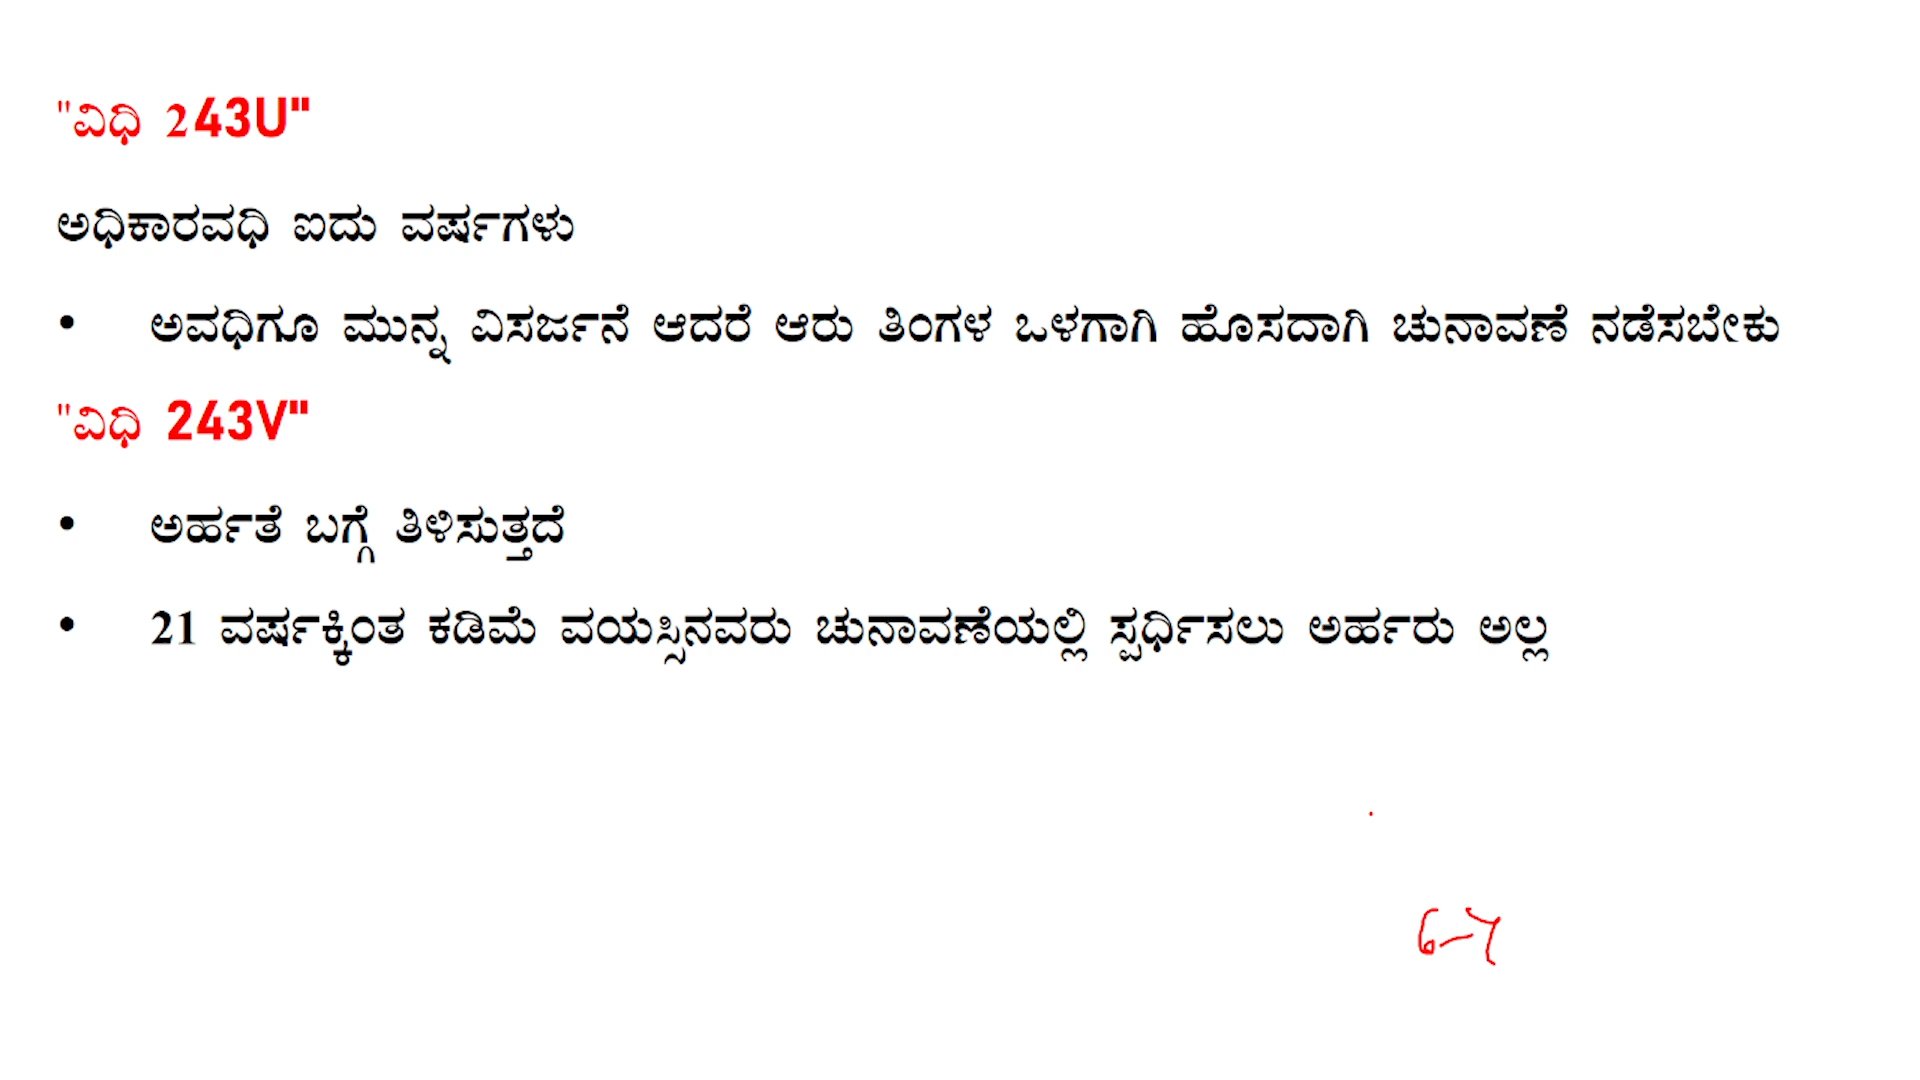 "ವಿಧಿ 243U"
ಅಧಿಕಾರವಧಿ ಐದು ವರ್ಷಗಳು
• ಅವಧಿಗೂ ಮುನ್ನ ವಿಸರ್ಜನೆ ಆದರೆ ಆರು ತಿಂಗಳ ಒಳಗಾಗಿ ಹೊಸದಾಗಿ ಚುನಾವಣೆ ನಡೆಸಬೇಕು
"ವಿಧಿ 243V"
• ಅರ್ಹತೆ ಬಗ್ಗೆ ತಿಳಿಸುತ್ತದೆ
• 21 ವರ್ಷಕ್ಕಿಂತ ಕಡಿಮೆ ವಯಸ್ಸಿನವರು ಚುನಾವಣೆಯಲ್ಲಿ ಸ್ಪರ್ಧಿಸಲು ಅರ್ಹರು ಅಲ್ಲ